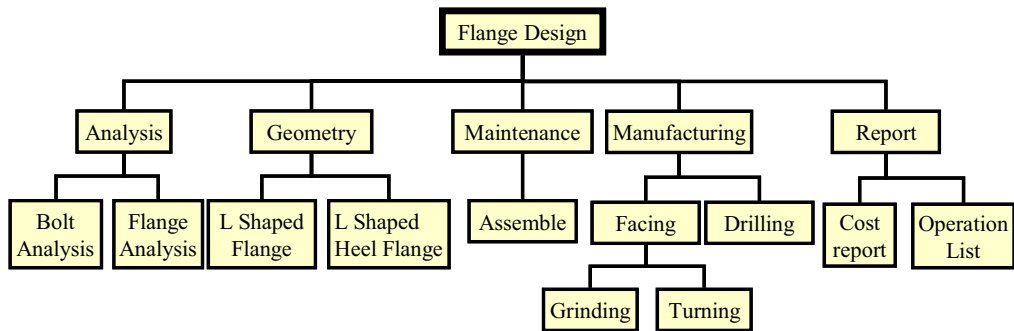 Flange Design
Analysis
Geometry
Maintenance
Manufacturing
Report
Bolt
Analysis
Flange
Analysis
L Shaped
Flange
L Shaped
Heel Flange
Assemble
Facing
Drilling
Cost
report
Operation
List
Grinding
Turning